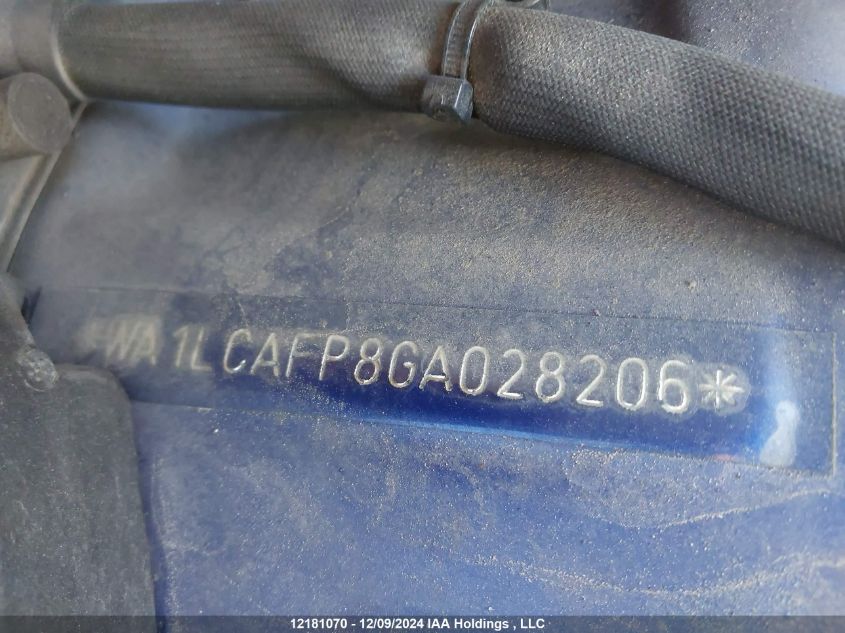 *WA1LCAFP8GA028206*
12181070 - 12/09/2024 IAA Holdings , LLC